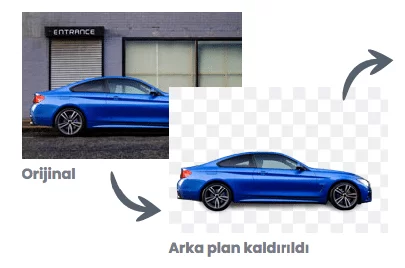 ENTRANCE
Orijinal
Arka plan kaldırıldı